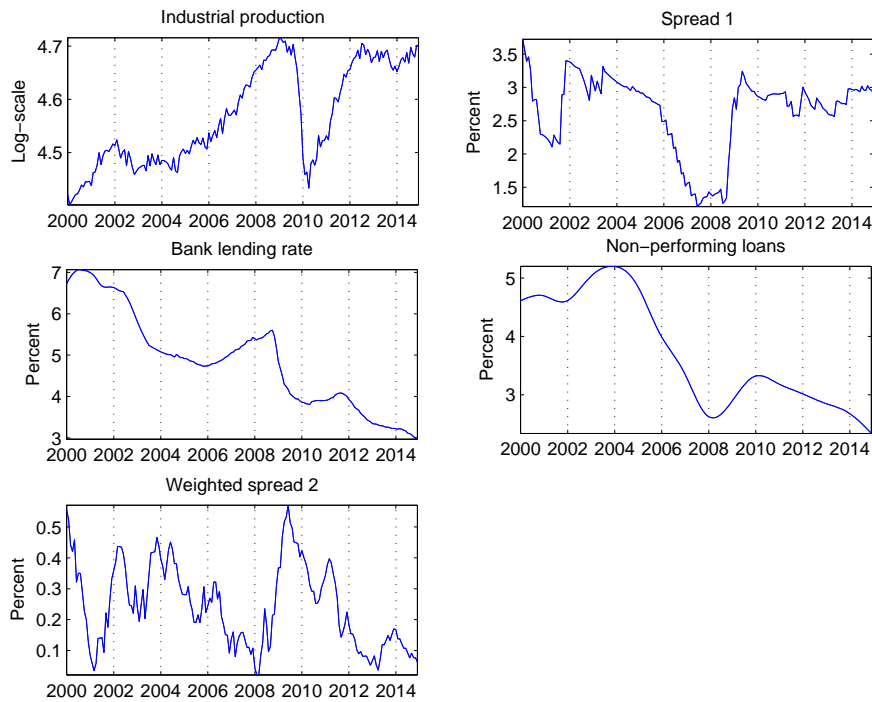 Industrial production
Log−scale
4.7
4.6
4.5
2000 2002 2004 2006 2008 2010 2012 2014
Spread 1
Percent
3.5
3
2.5
2
1.5
2000 2002 2004 2006 2008 2010 2012 2014
Bank lending rate
Percent
7
6
5
4
3
2000 2002 2004 2006 2008 2010 2012 2014
Non−performing loans
Percent
5
4
3
2000 2002 2004 2006 2008 2010 2012 2014
Weighted spread 2
Percent
0.5
0.4
0.3
0.2
0.1
2000 2002 2004 2006 2008 2010 2012 2014